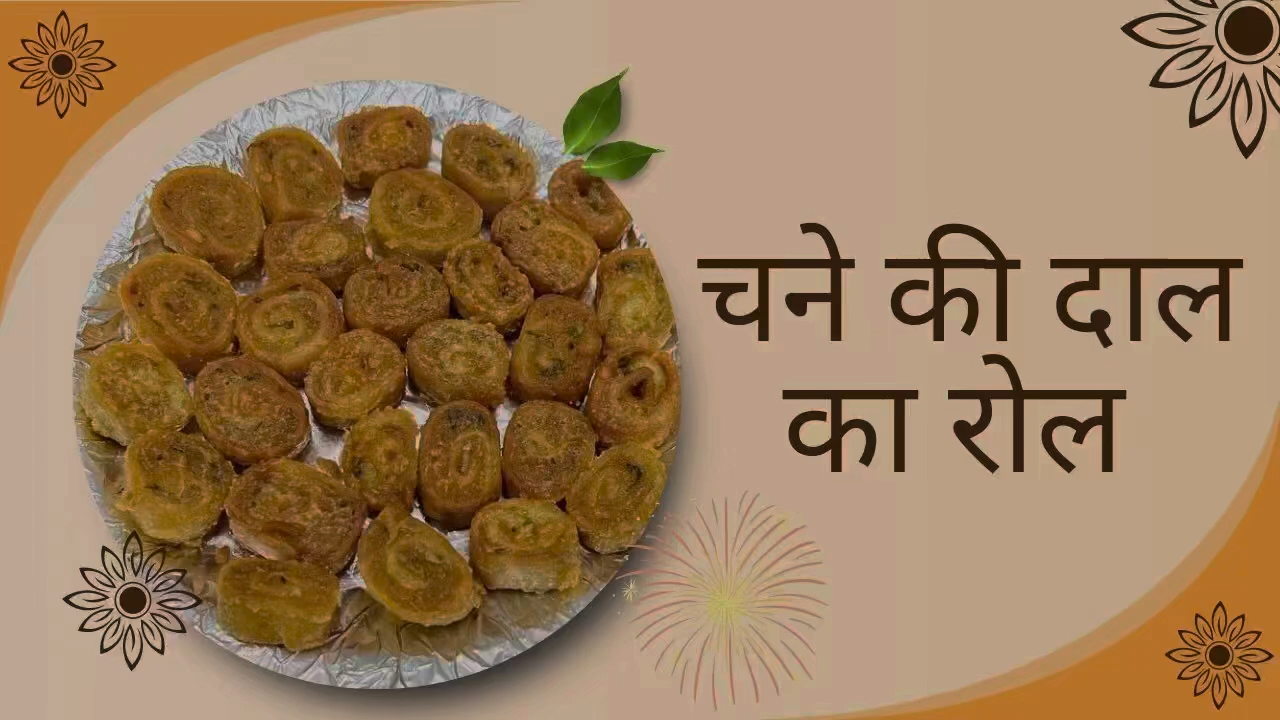 चने की दाल
का रोल